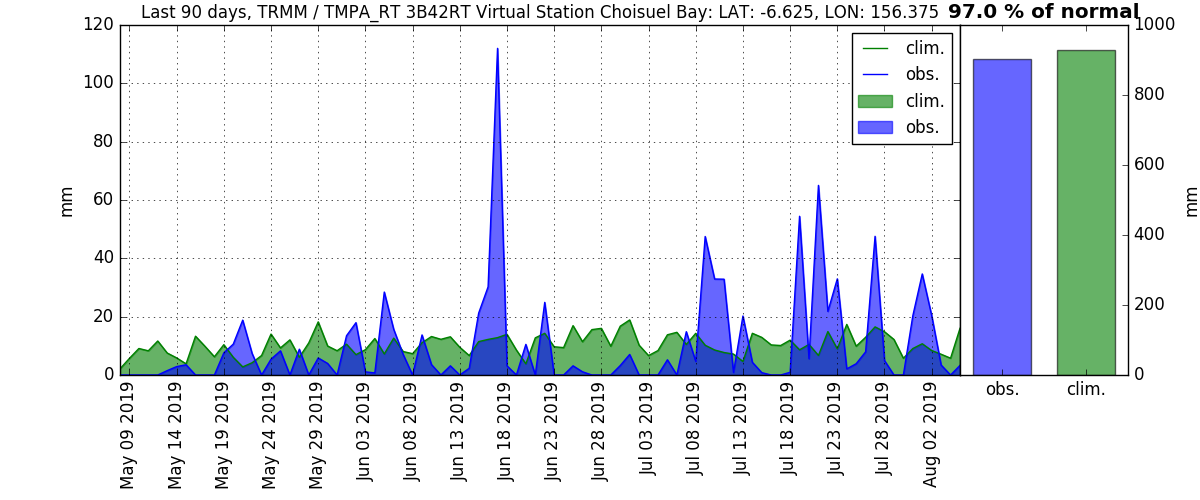 Last 90 days, TRMM / TMPA_RT 3B42RT Virtual Station Choisuel Bay: LAT: -6.625, LON: 156.375 97.0 % of normal
120
100
80
60
40
20
0
mm
clim.
obs.
clim.
obs.
1000
800
600
400
200
0
mm
obs.
clim.
May 09 2019
May 14 2019
May 19 2019
May 24 2019
May 29 2019
Jun 03 2019
Jun 08 2019
Jun 13 2019
Jun 18 2019
Jun 23 2019
Jun 28 2019
Jul 03 2019
Jul 08 2019
Jul 13 2019
Jul 18 2019
Jul 23 2019
Jul 28 2019
Aug 02 2019